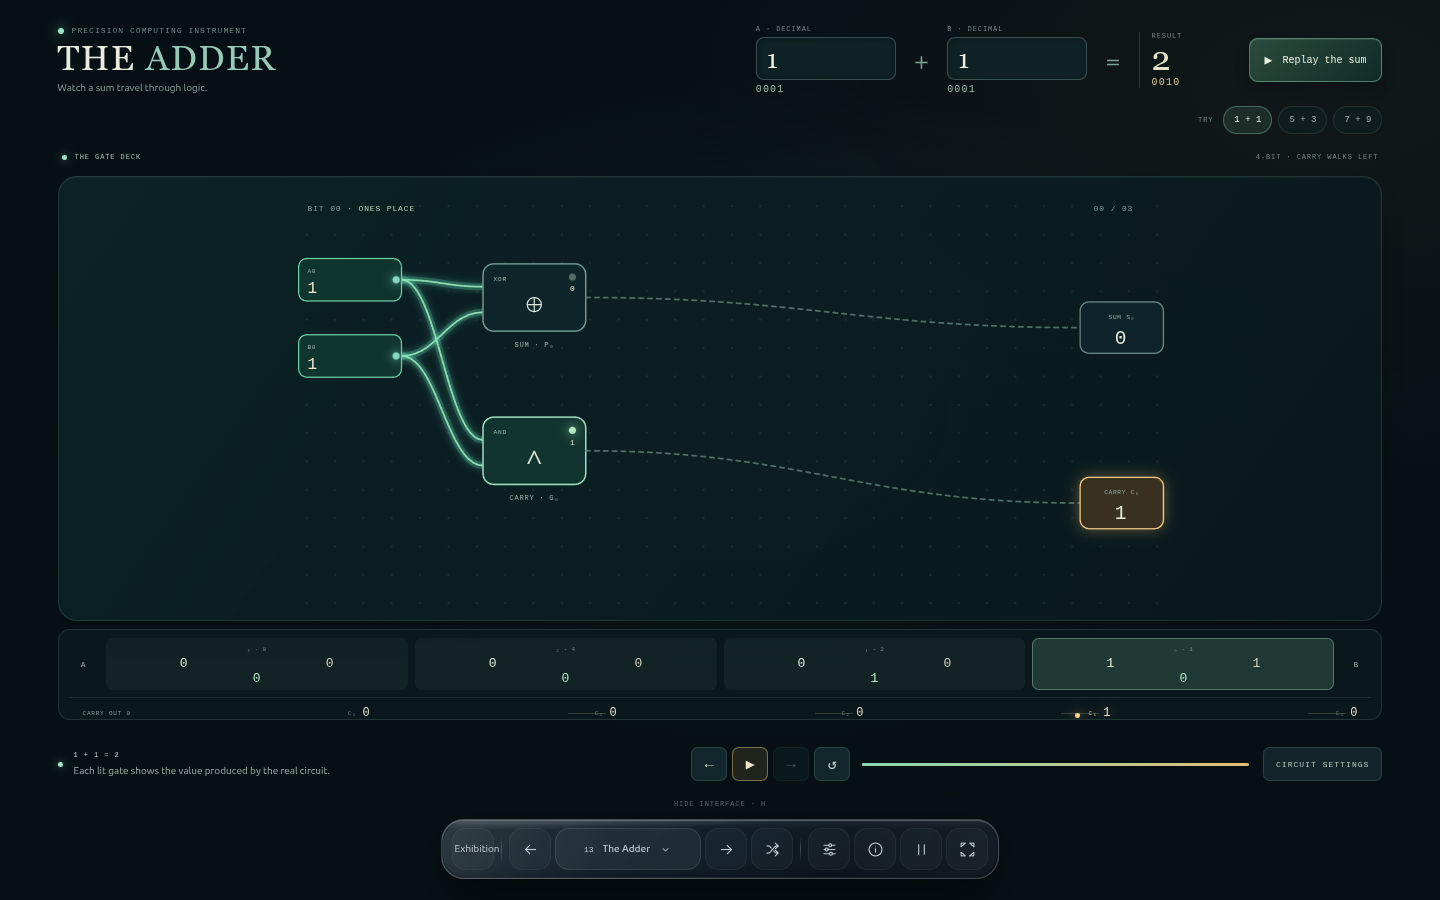 PRECISION COMPUTING INSTRUMENT
THE ADDER
Watch a sum travel through logic.
A · DECIMAL
1
0001
+
B · DECIMAL
1
0001
=
RESULT
2
0010
▶ Replay the sum
TRY 1 + 1 5 + 3 7 + 9
THE GATE DECK
4-BIT · CARRY WALKS LEFT
BIT 00 · ONES PLACE
00 / 03
A0
1
B0
1
XOR
0
⊕
SUM · P₀
AND
1
∧
CARRY · G₀
SUM S₀
0
CARRY C₁
1
A
0 0
0
0 0
0
0 0
1
1 1
0
B
CARRY OUT 0
0
0
0
C₁ 1
0
1 + 1 = 2
Each lit gate shows the value produced by the real circuit.
← ▶ → ↺
CIRCUIT SETTINGS
HIDE INTERFACE · H
Exhibition
13 The Adder